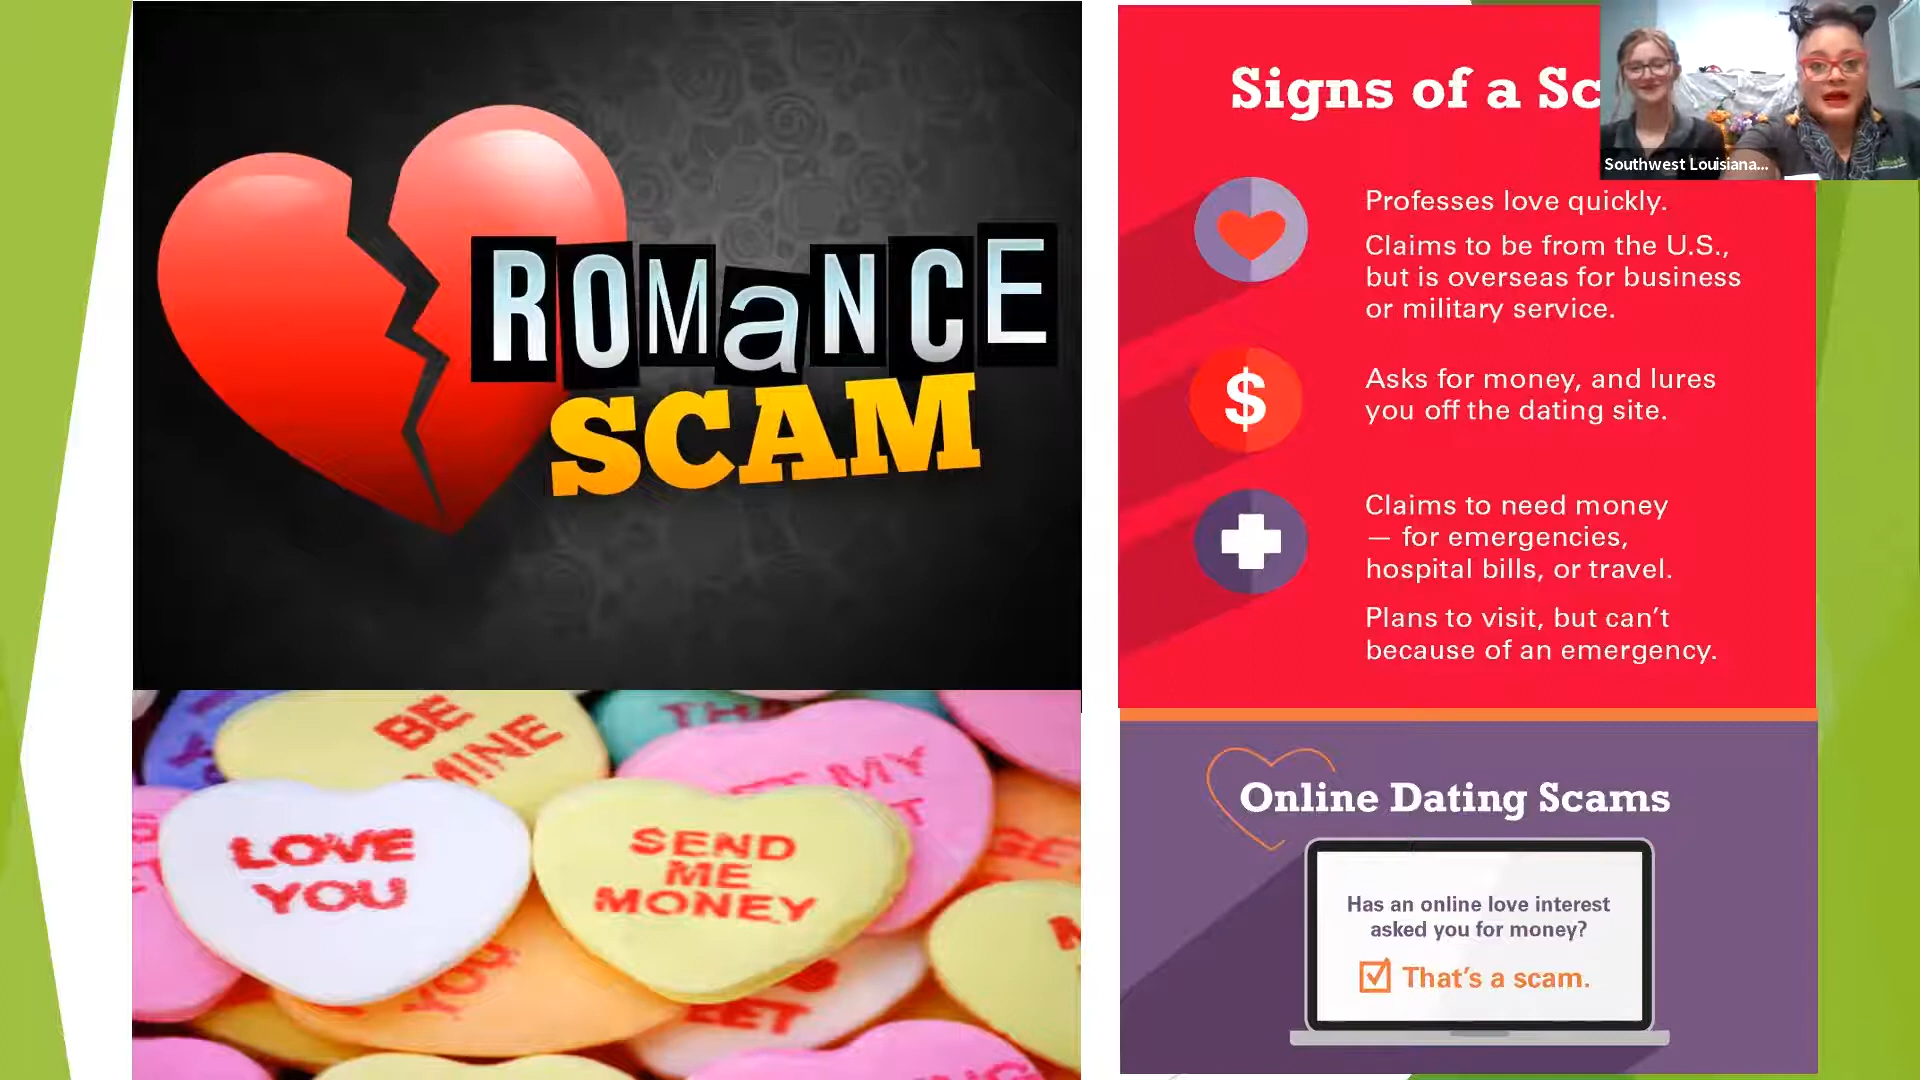 ROMaNCE
SCAM
BE
MINE
MY
LOVE
YOU
SEND
ME
MONEY
GET
YOU
Signs of a Sc
Southwest Louisiana...
Professes love quickly.
Claims to be from the U.S.,
but is overseas for business
or military service.
Asks for money, and lures
you off the dating site.
Claims to need money
— for emergencies,
hospital bills, or travel.
Plans to visit, but can’t
because of an emergency.
Online Dating Scams
Has an online love interest
asked you for money?
That’s a scam.